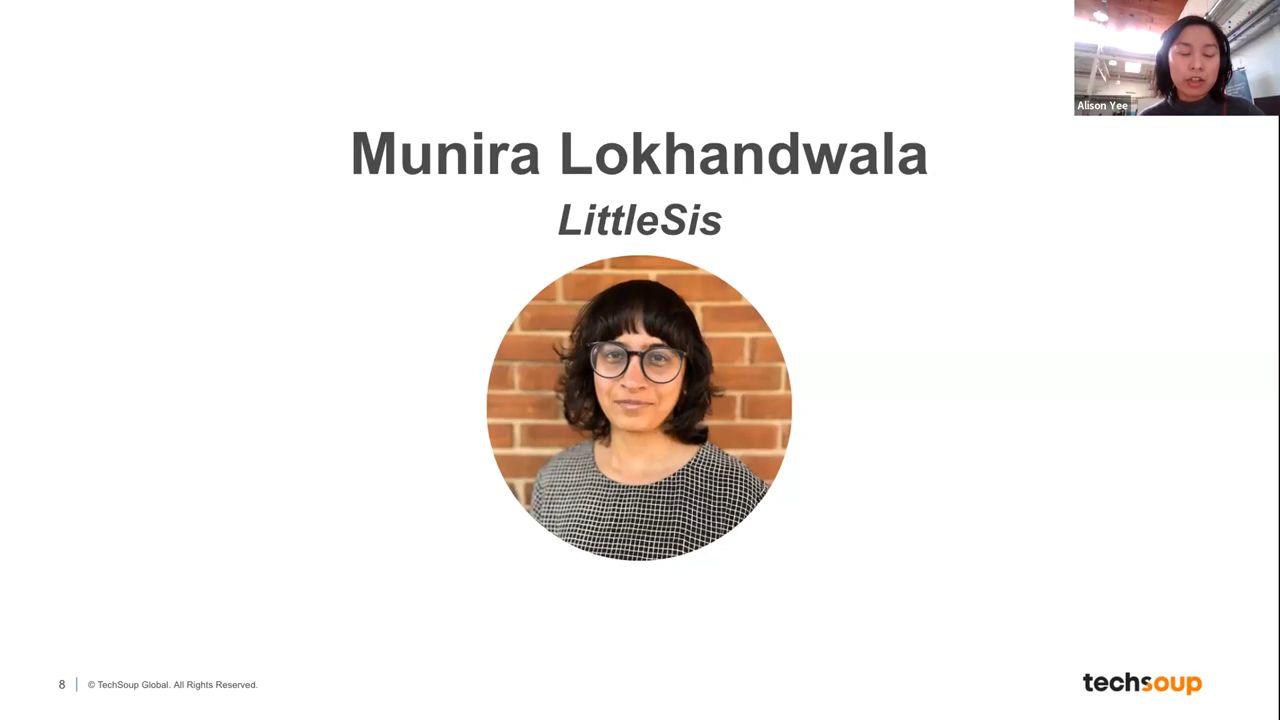 Alison Yee
Munira Lokhandwala
LittleSis
8
© TechSoup Global. All Rights Reserved.
techsoup